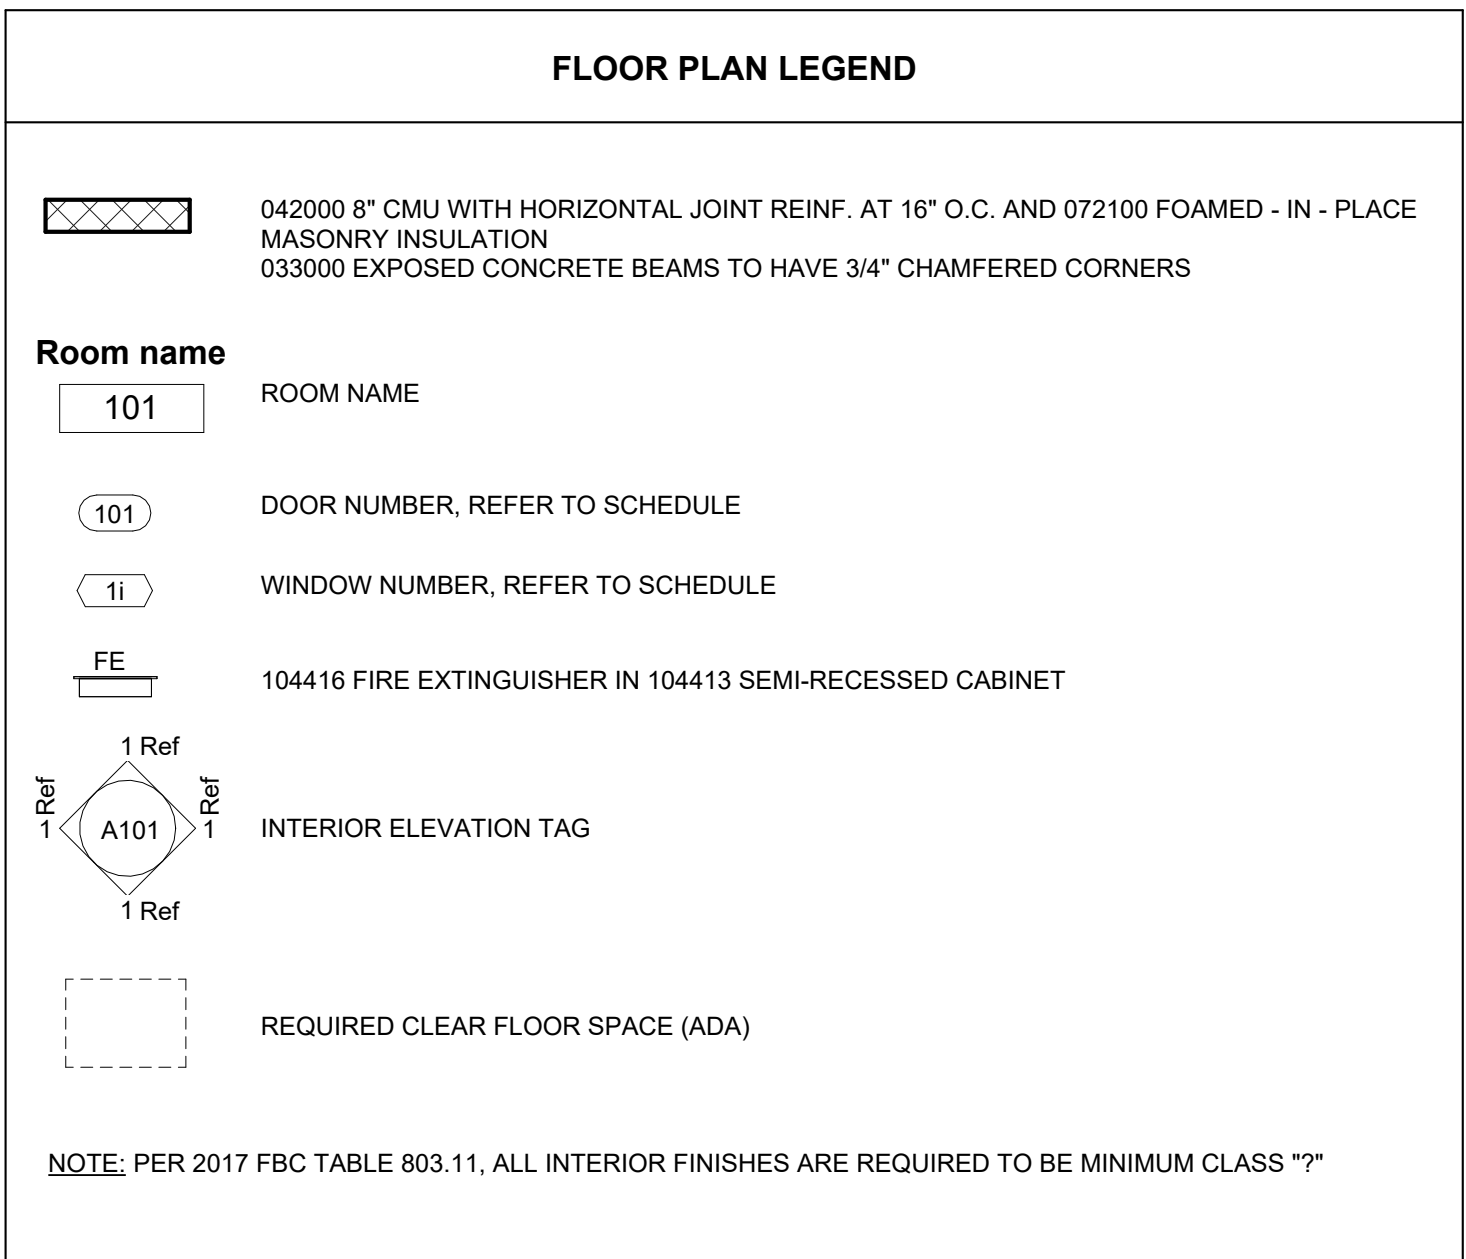 FLOOR PLAN LEGEND
042000 8" CMU WITH HORIZONTAL JOINT REINF. AT 16" O.C. AND 072100 FOAMED - IN - PLACE
MASONRY INSULATION
033000 EXPOSED CONCRETE BEAMS TO HAVE 3/4" CHAMFERED CORNERS
Room name
101
ROOM NAME
101
DOOR NUMBER, REFER TO SCHEDULE
1i
WINDOW NUMBER, REFER TO SCHEDULE
FE
104416 FIRE EXTINGUISHER IN 104413 SEMI-RECESSED CABINET
1 Ref
Ref
1
A101
Ref
1
1 Ref
INTERIOR ELEVATION TAG
REQUIRED CLEAR FLOOR SPACE (ADA)
NOTE: PER 2017 FBC TABLE 803.11, ALL INTERIOR FINISHES ARE REQUIRED TO BE MINIMUM CLASS "?"